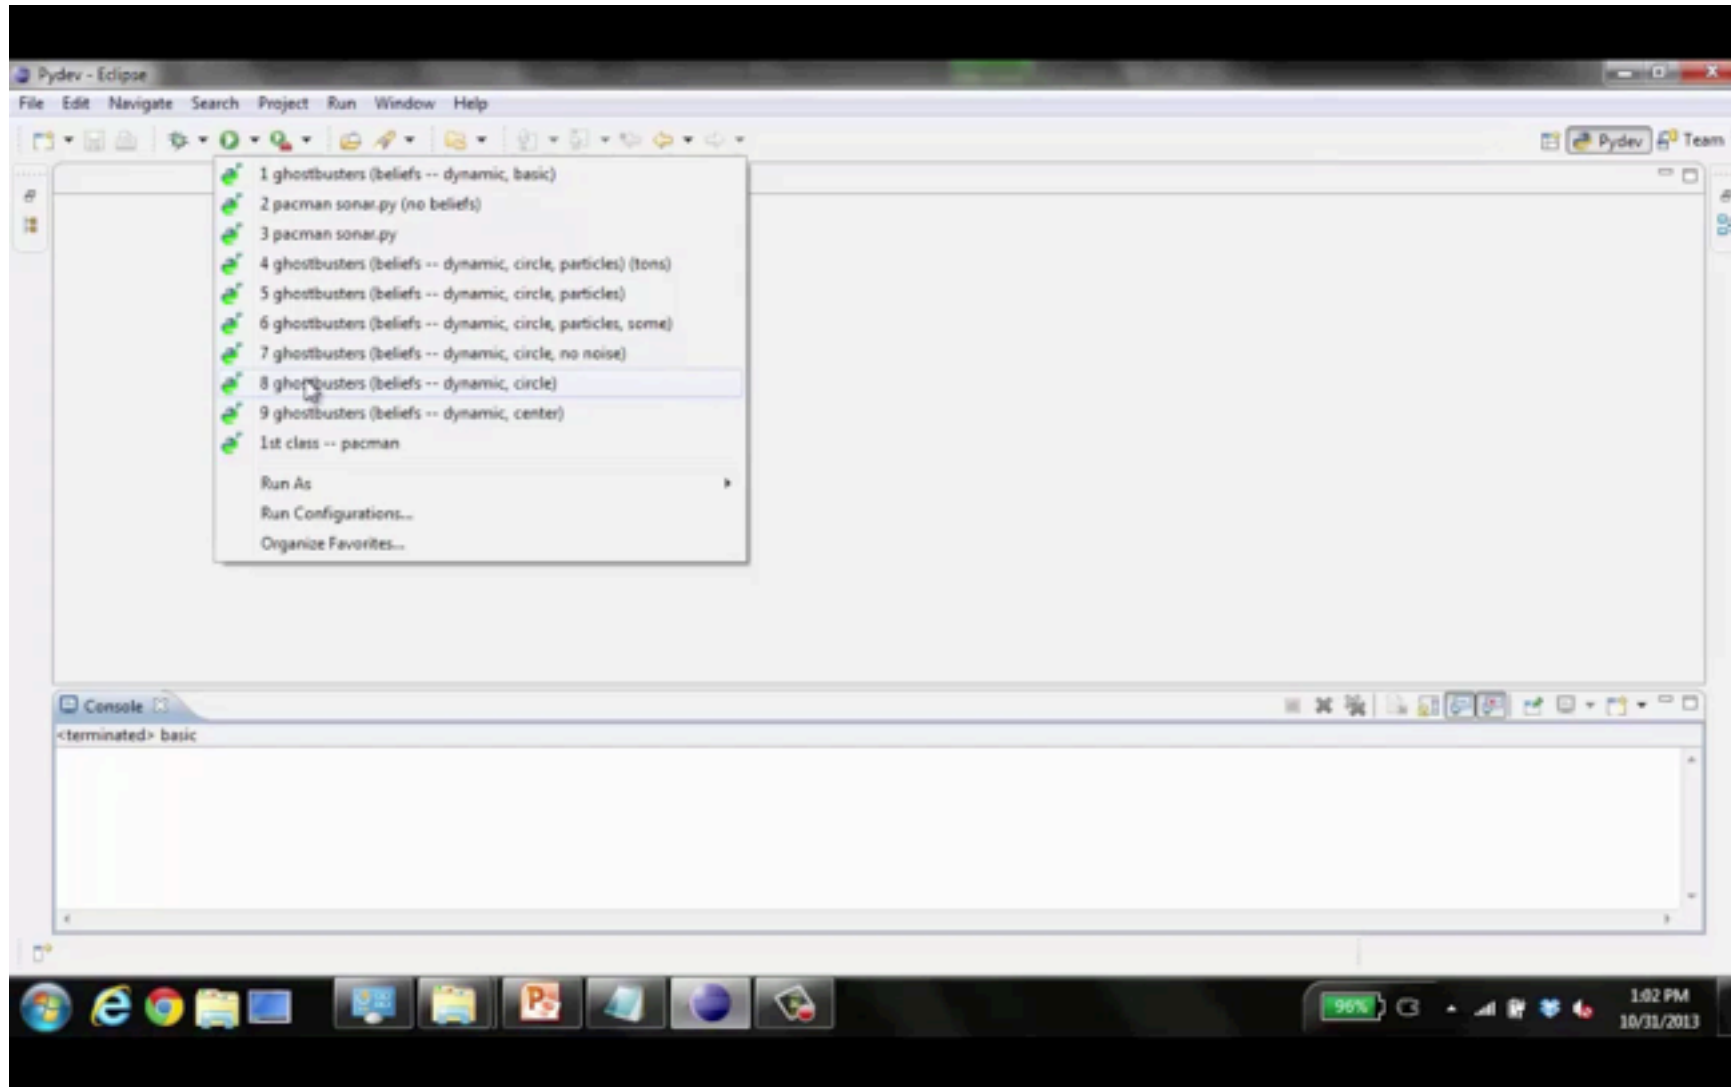 Pydev - Eclipse
File Edit Navigate Search Project Run Window Help
Pydev Team
1 ghostbusters (beliefs -- dynamic, basic)
2 pacman sonar.py (no beliefs)
3 pacman sonar.py
4 ghostbusters (beliefs -- dynamic, circle, particles) (tons)
5 ghostbusters (beliefs -- dynamic, circle, particles)
6 ghostbusters (beliefs -- dynamic, circle, particles, some)
7 ghostbusters (beliefs -- dynamic, circle, no noise)
8 ghostbusters (beliefs -- dynamic, circle)
9 ghostbusters (beliefs -- dynamic, center)
1st class -- pacman
Run As
Run Configurations...
Organize Favorites...
Console
<terminated> basic
96%
1:02 PM
10/31/2013